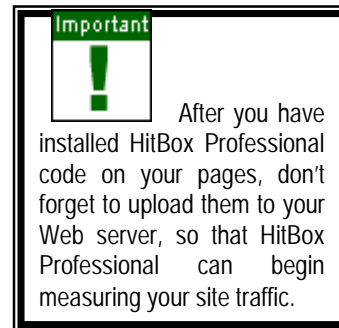 Important
!
After you have
installed HitBox Professional
code on your pages, don't
forget to upload them to your
Web server, so that HitBox
Professional can begin
measuring your site traffic.